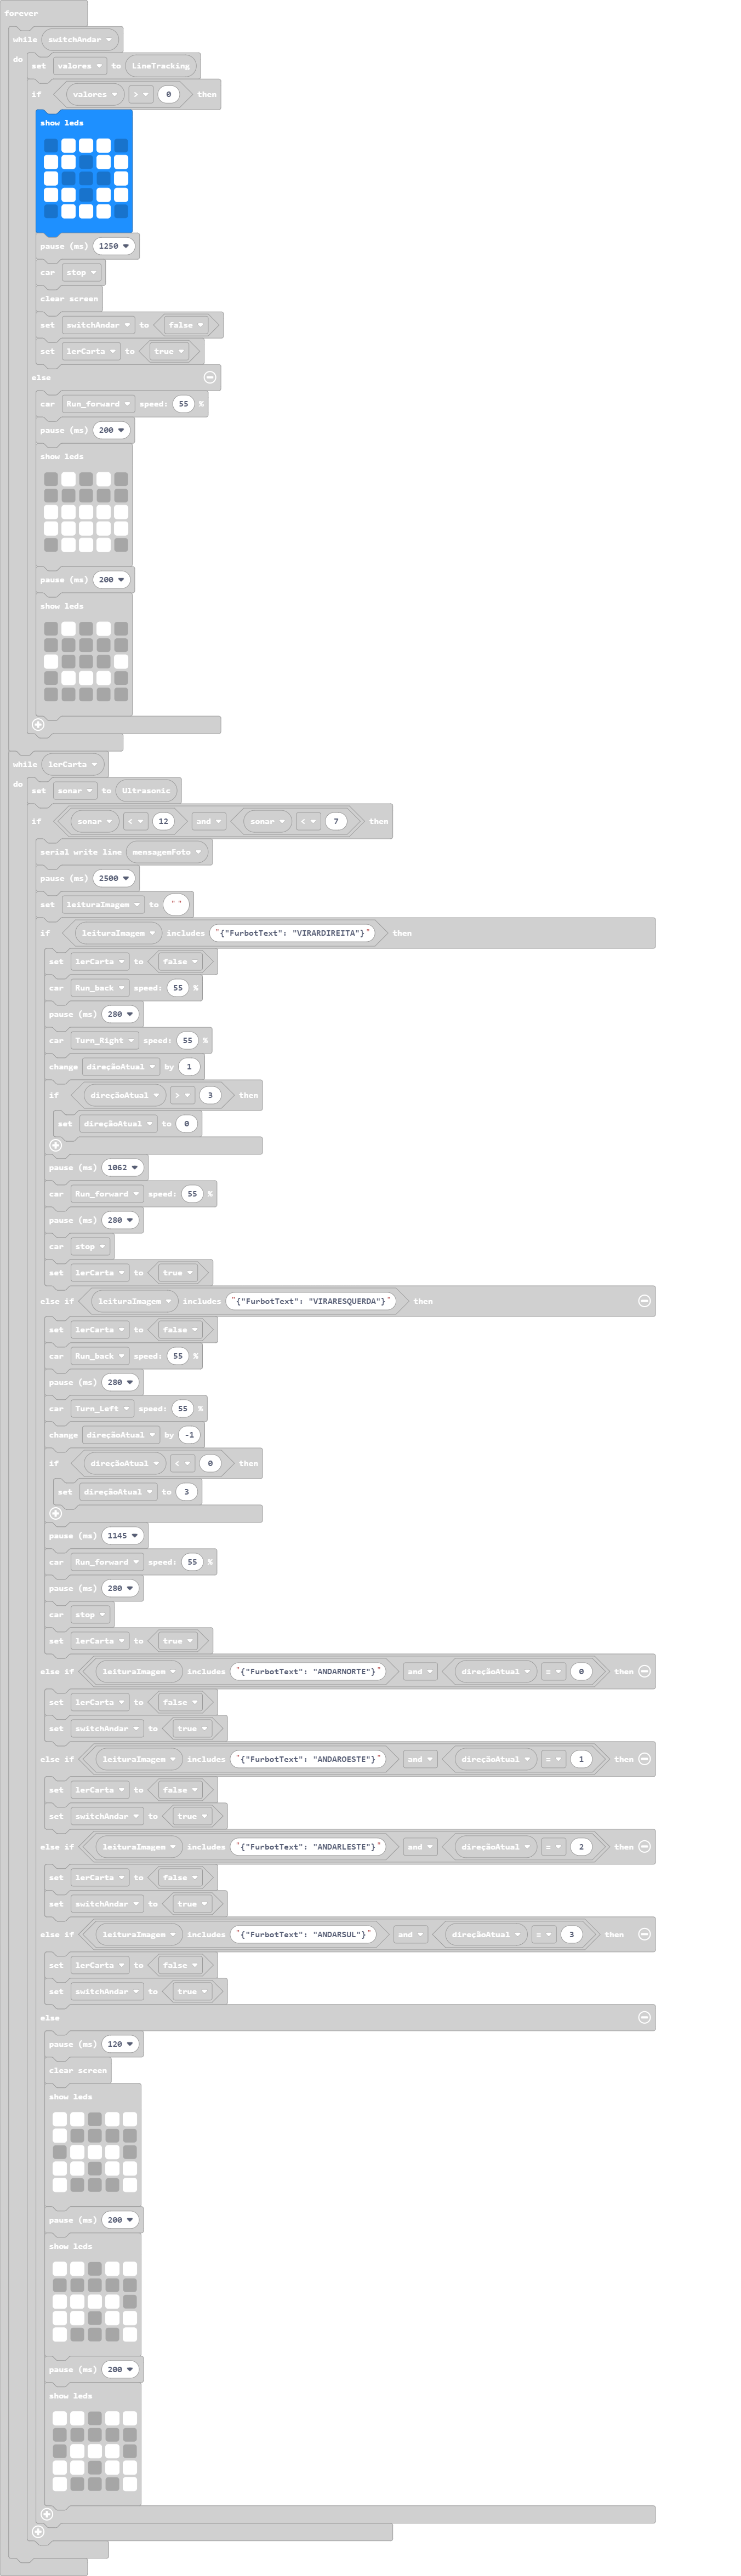 forever
while switchAndar
do
set valores to LineTracking
if valores > 0 then
show leds
pause (ms) 1250
car stop
clear screen
set switchAndar to false
set lerCarta to true
else
car Run_forward speed: 55 %
pause (ms) 200
show leds
pause (ms) 200
show leds
while lerCarta
do
set sonar to Ultrasonic
if sonar < 12 and sonar < 7 then
serial write line mensagemFoto
pause (ms) 2500
set leituraImagem to " "
if leituraImagem includes "{"FurbotText": "VIRARDIREITA"}" then
set lerCarta to false
car Run_back speed: 55 %
pause (ms) 280
car Turn_Right speed: 55 %
change direçãoAtual by 1
if direçãoAtual > 3 then
set direçãoAtual to 0
pause (ms) 1062
car Run_forward speed: 55 %
pause (ms) 280
car stop
set lerCarta to true
else if leituraImagem includes "{"FurbotText": "VIRARESQUERDA"}" then
set lerCarta to false
car Run_back speed: 55 %
pause (ms) 280
car Turn_Left speed: 55 %
change direçãoAtual by -1
if direçãoAtual < 0 then
set direçãoAtual to 3
pause (ms) 1145
car Run_forward speed: 55 %
pause (ms) 280
car stop
set lerCarta to true
else if leituraImagem includes "{"FurbotText": "ANDARNORTE"}" and direçãoAtual = 0 then
set lerCarta to false
set switchAndar to true
else if leituraImagem includes "{"FurbotText": "ANDAROESTE"}" and direçãoAtual = 1 then
set lerCarta to false
set switchAndar to true
else if leituraImagem includes "{"FurbotText": "ANDARLESTE"}" and direçãoAtual = 2 then
set lerCarta to false
set switchAndar to true
else if leituraImagem includes "{"FurbotText": "ANDARSUL"}" and direçãoAtual = 3 then
set lerCarta to false
set switchAndar to true
else
pause (ms) 120
clear screen
show leds
pause (ms) 200
show leds
pause (ms) 200
show leds